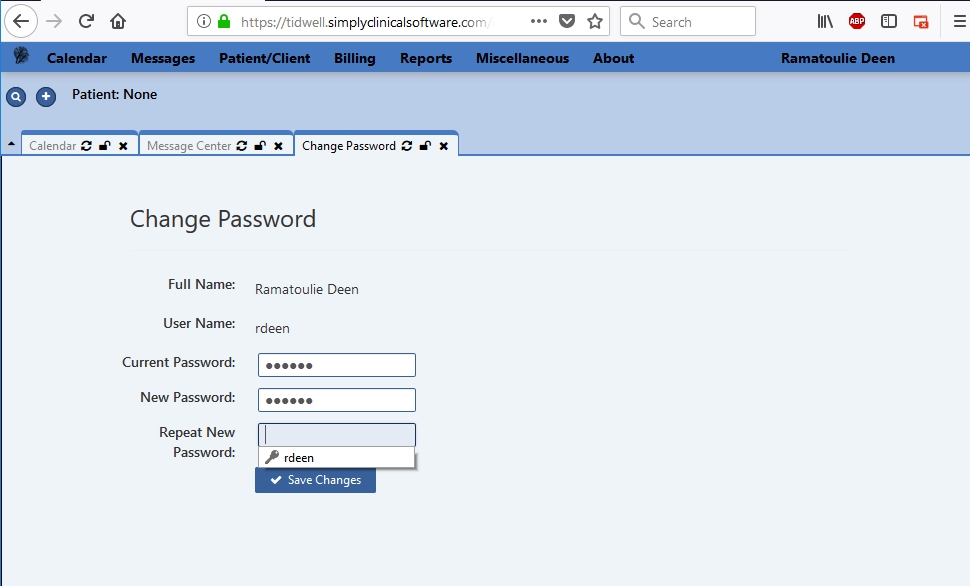 https://tidwell.simplyclinicalsoftware.com/
Search
ABP
Calendar Messages Patient/Client Billing Reports Miscellaneous About Ramatoulie Deen
Patient: None
Calendar Message Center Change Password
Change Password
Full Name: Ramatoulie Deen
User Name: rdeen
Current Password: ●●●●●●
New Password: ●●●●●●
Repeat New
Password:
rdeen
Save Changes